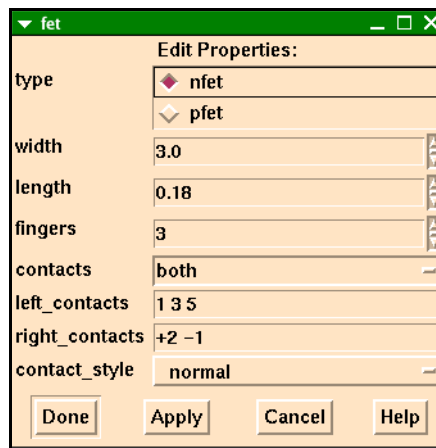 fet
Edit Properties:
type
nfet
pfet
width 3.0
length 0.18
fingers 3
contacts both
left_contacts 1 3 5
right_contacts +2 −1
contact_style normal
Done Apply Cancel Help